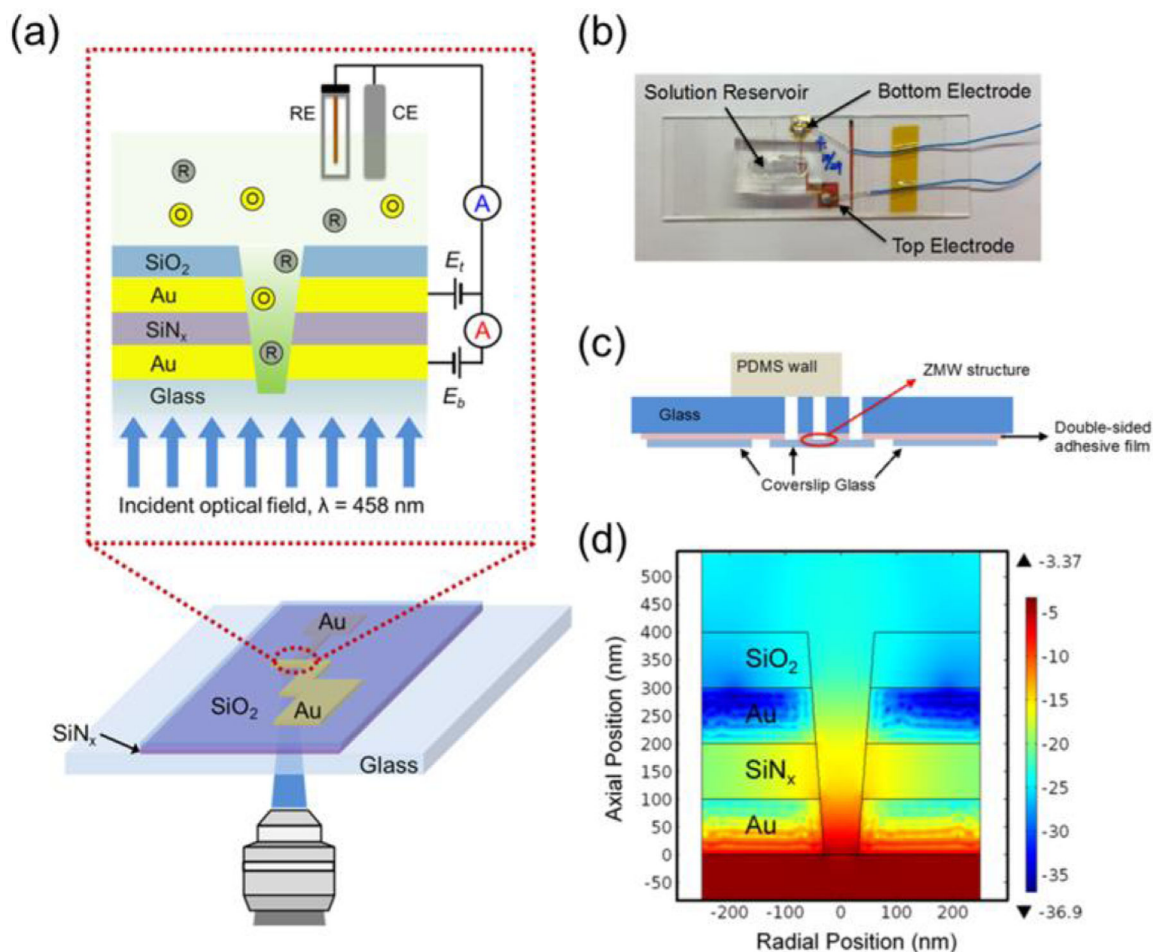 (a)
RE
CE
R
O
O
R
O
A
R
SiO2
Et
Au
O
SiNx
A
Au
R
Glass
Eb
Incident optical field, λ = 458 nm
Au
SiO2
Au
SiNx
Glass
(b)
Solution Reservoir
Bottom Electrode
Top Electrode
(c)
PDMS wall
ZMW structure
Glass
Double-sided
adhesive film
Coverslip Glass
(d)
500
450
400
350
300
250
200
150
100
50
0
-50
Axial Position (nm)
SiO2
Au
SiNx
Au
-200 -100 0 100 200
Radial Position (nm)
-3.37
-5
-10
-15
-20
-25
-30
-35
-36.9